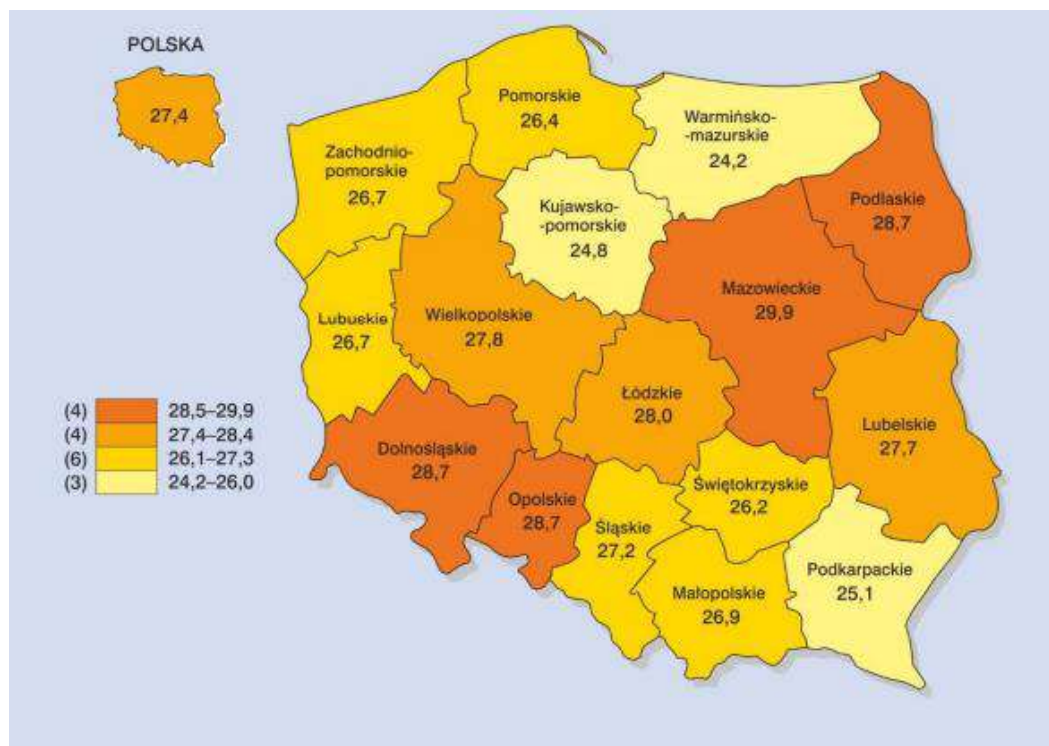 POLSKA
27,4
Pomorskie
26,4
Warmińsko-
-mazurskie
24,2
Zachodnio-
pomorskie
26,7
Podlaskie
28,7
Kujawsko-
-pomorskie
24,8
Mazowieckie
29,9
Lubuskie
26,7
Wielkopolskie
27,8
Łódzkie
28,0
Lubelskie
27,7
(4) 28,5–29,9
(4) 27,4–28,4
(6) 26,1–27,3
(3) 24,2–26,0
Dolnośląskie
28,7
Opolskie
28,7
Śląskie
27,2
Świętokrzyskie
26,2
Małopolskie
26,9
Podkarpackie
25,1